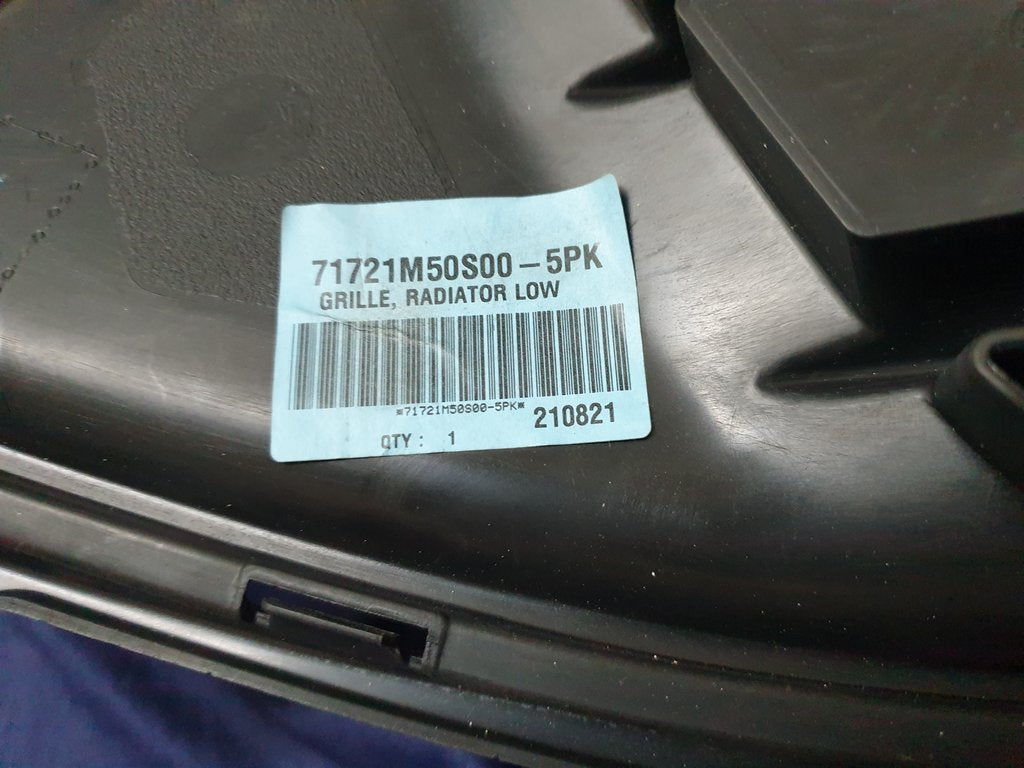 71721M50S00-5PK
GRILLE, RADIATOR LOW
*71721M50S00-5PK*
210821
QTY : 1